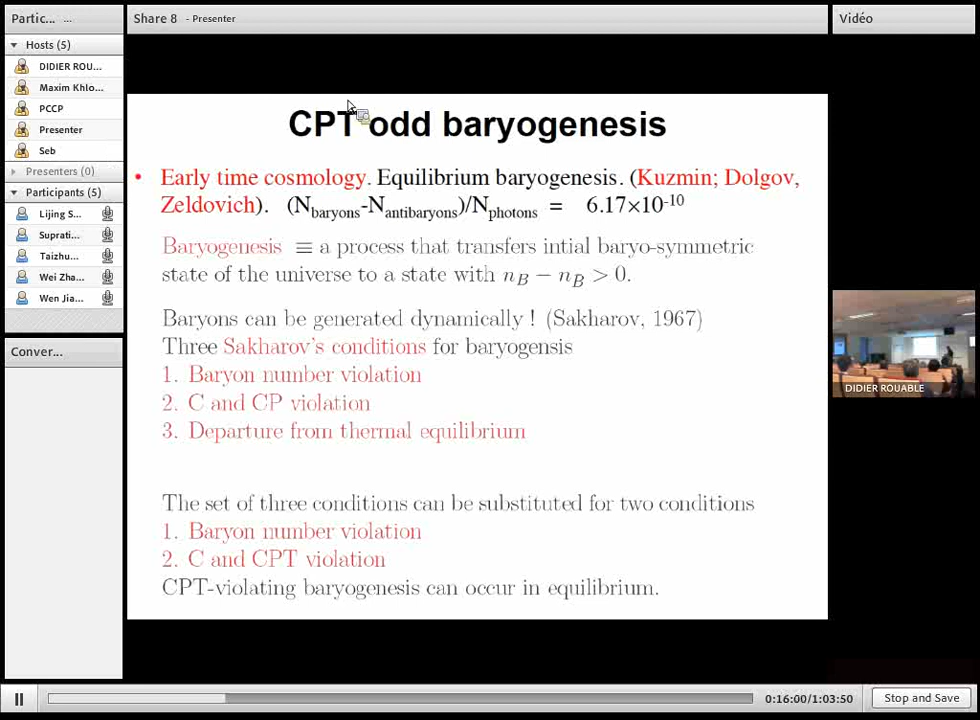 Partic... ...
Share 8 - Presenter
Vidéo
Hosts (5)
DIDIER ROU...
Maxim Khlo...
PCCP
Presenter
Seb
Presenters (0)
Participants (5)
Lijing S...
Suprati...
Taizhu...
Wei Zha...
Wen Jia...
Conver...
CPT odd baryogenesis
• Early time cosmology. Equilibrium baryogenesis. (Kuzmin; Dolgov,
Zeldovich). (Nbaryons-Nantibaryons)/Nphotons = 6.17×10-10
Baryogenesis ≡ a process that transfers intial baryo-symmetric
state of the universe to a state with nB − nB > 0.
Baryons can be generated dynamically ! (Sakharov, 1967)
Three Sakharov's conditions for baryogensis
1. Baryon number violation
2. C and CP violation
3. Departure from thermal equilibrium
The set of three conditions can be substituted for two conditions
1. Baryon number violation
2. C and CPT violation
CPT-violating baryogenesis can occur in equilibrium.
DIDIER ROUABLE
0:16:00/1:03:50
Stop and Save